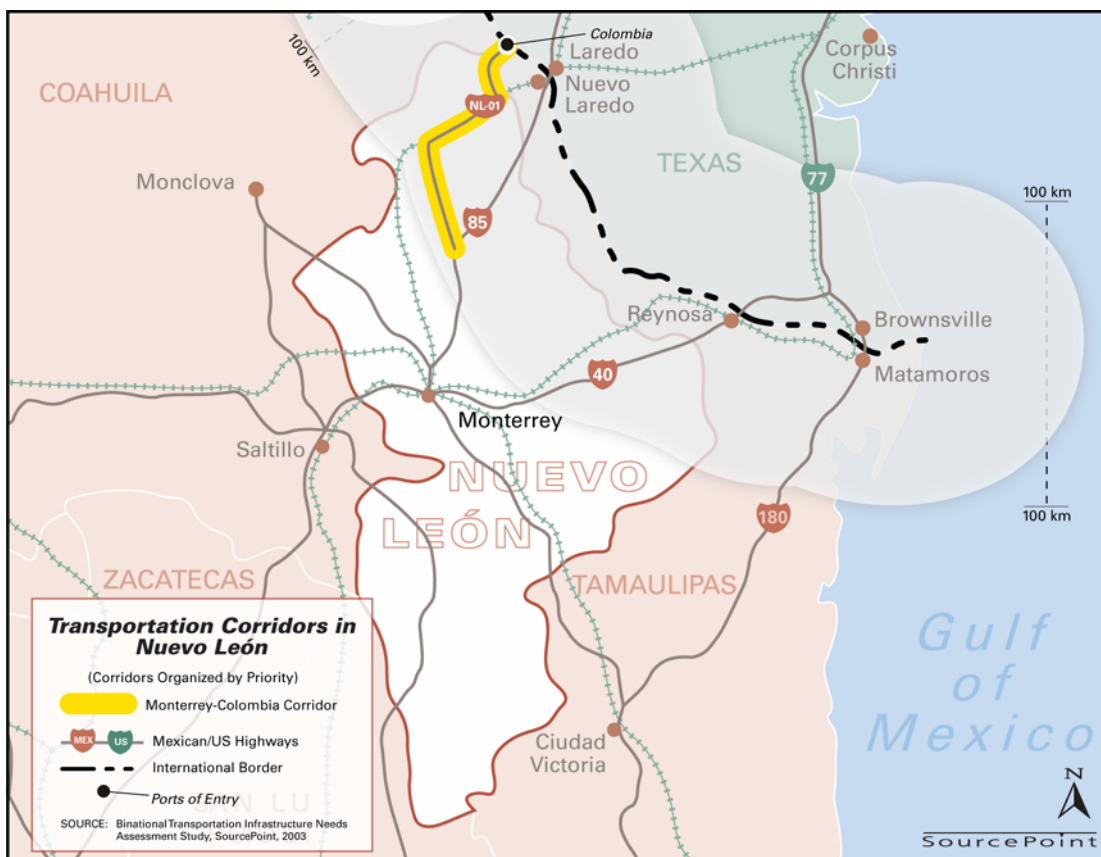 100 km
Colombia
Laredo
Corpus
Christi
COAHUILA
Nuevo
Laredo
NL-01
TEXAS
Monclova
77
100 km
85
Reynosa
Brownsville
40
Matamoros
Monterrey
Saltillo
NUEVO
LEÓN
100 km
180
ZACATECAS
TAMAULIPAS
Transportation Corridors in
Nuevo León
(Corridors Organized by Priority)
Monterrey-Colombia Corridor
MEX US Mexican/US Highways
International Border
Ports of Entry
SAN LU
SOURCE: Binational Transportation Infrastructure Needs
Assessment Study, SourcePoint, 2003
Ciudad
Victoria
Gulf
of
Mexico
N
SourcePoint